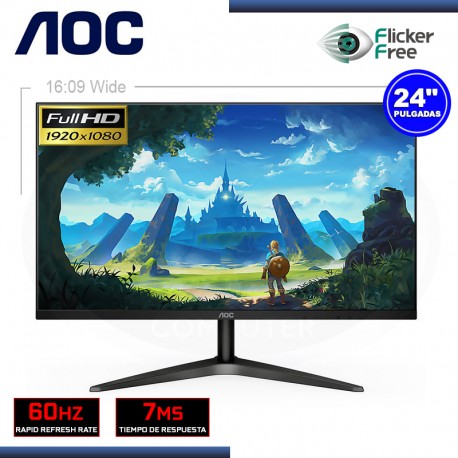 AOC
Flicker
Free
16:09 Wide
24"
PULGADAS
Full HD
1920x1080
AOC
COMPUTER
60HZ
RAPID REFRESH RATE
7MS
TIEMPO DE RESPUESTA